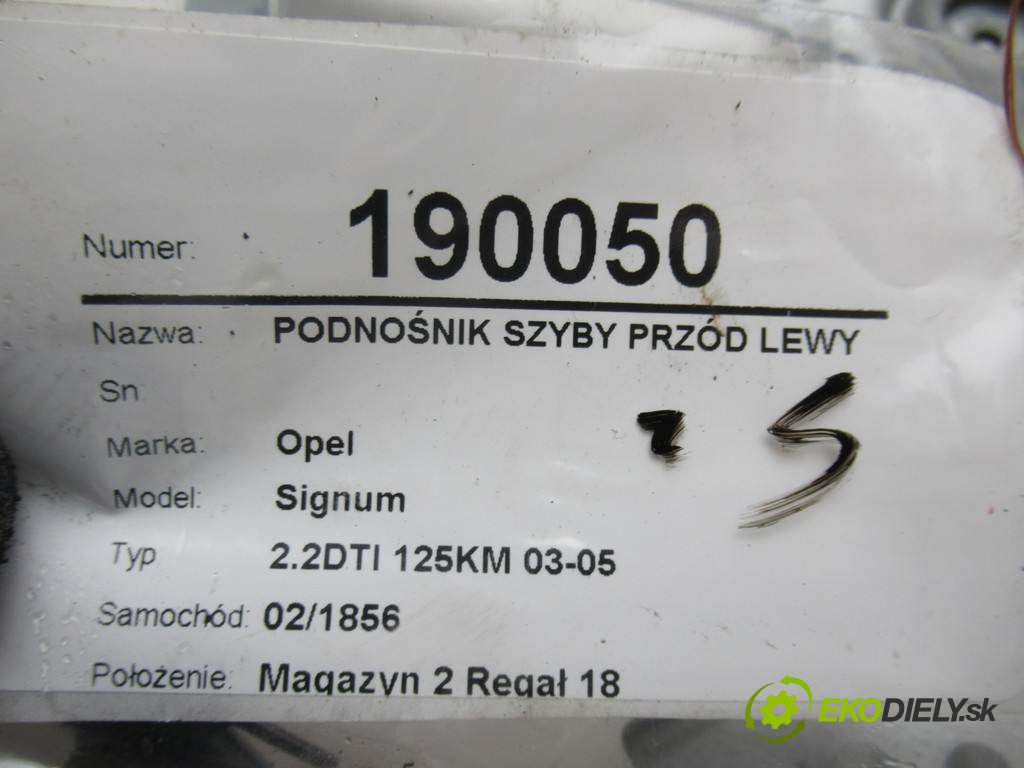 Numer: 190050
Nazwa: PODNOŚNIK SZYBY PRZÓD LEWY
Sn
Marka: Opel
Model: Signum
Typ 2.2DTI 125KM 03-05
Samochód: 02/1856
Położenie: Magazyn 2 Regał 18
EKODIELY.sk